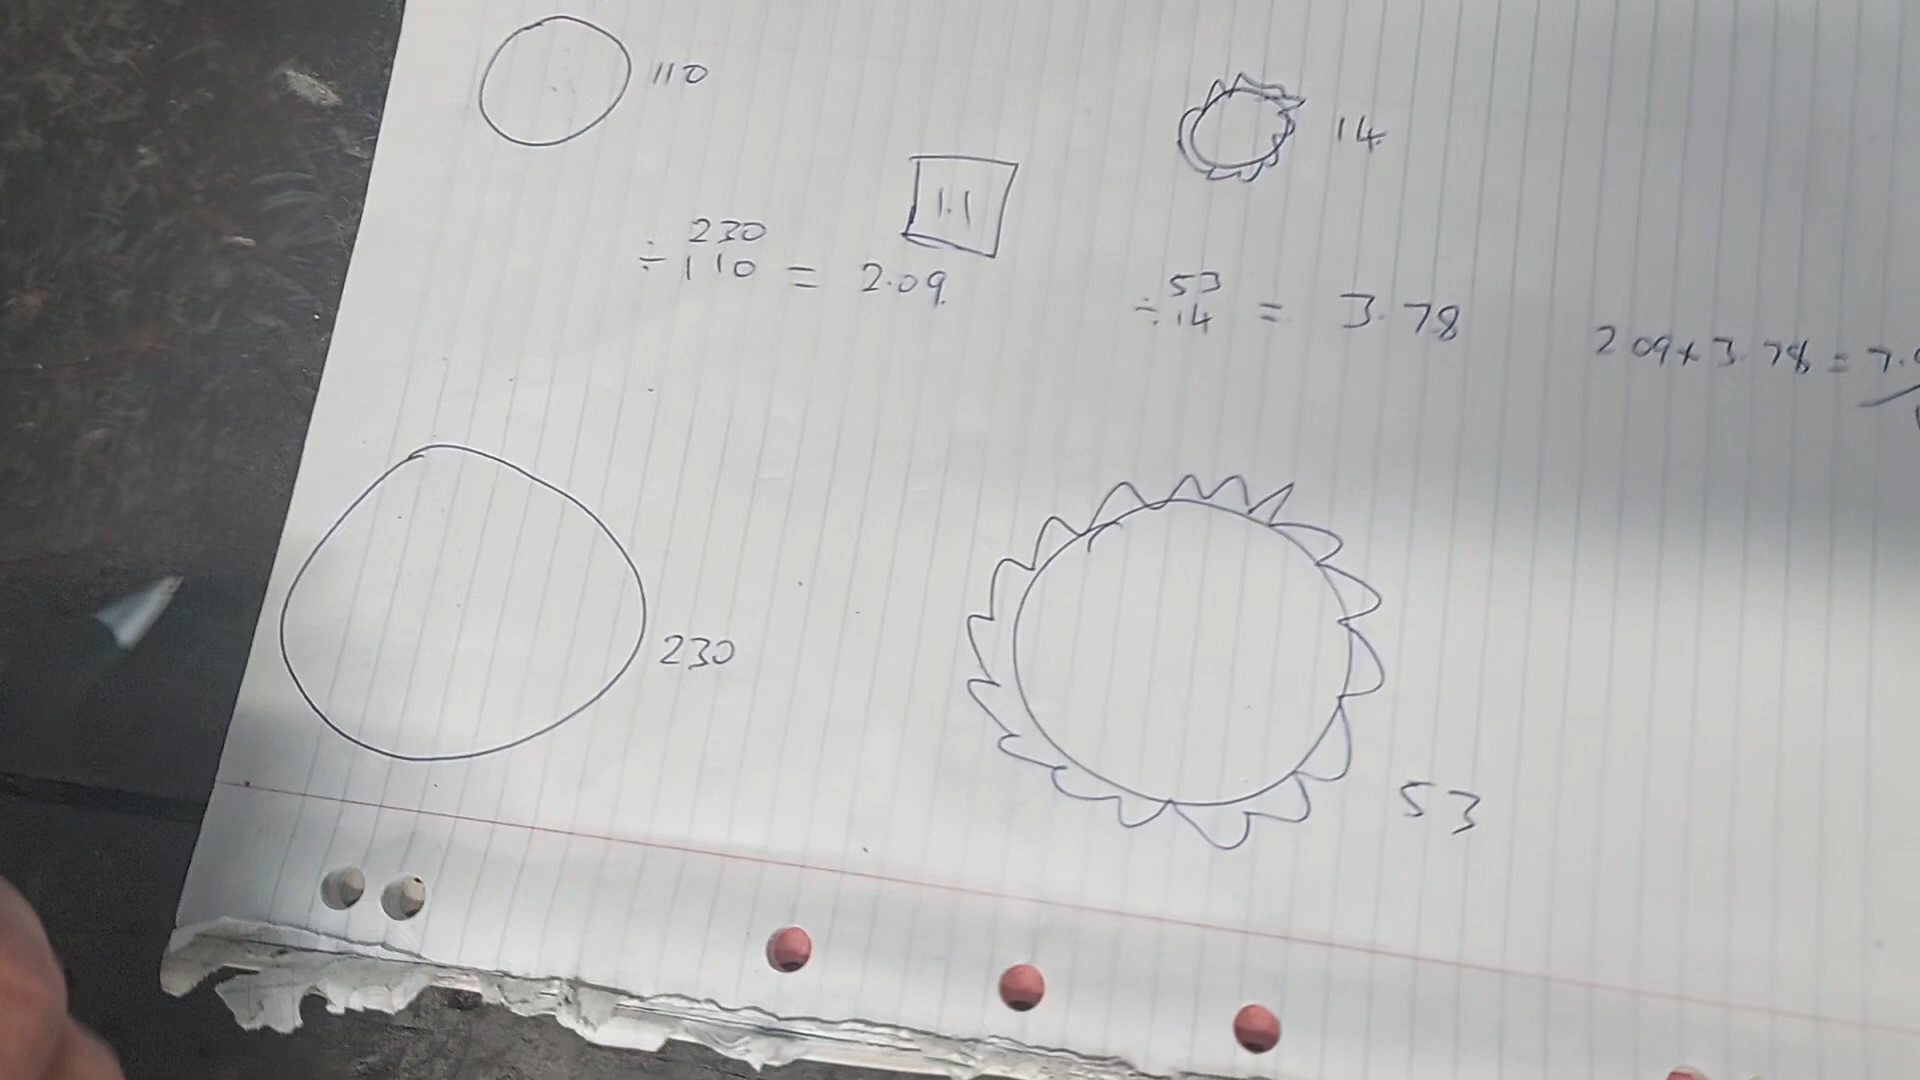 110
14
1.1
230
÷ 110 = 2.09
53
÷ 14 = 3.78
2.09 x 3.78 = 7.
230
53